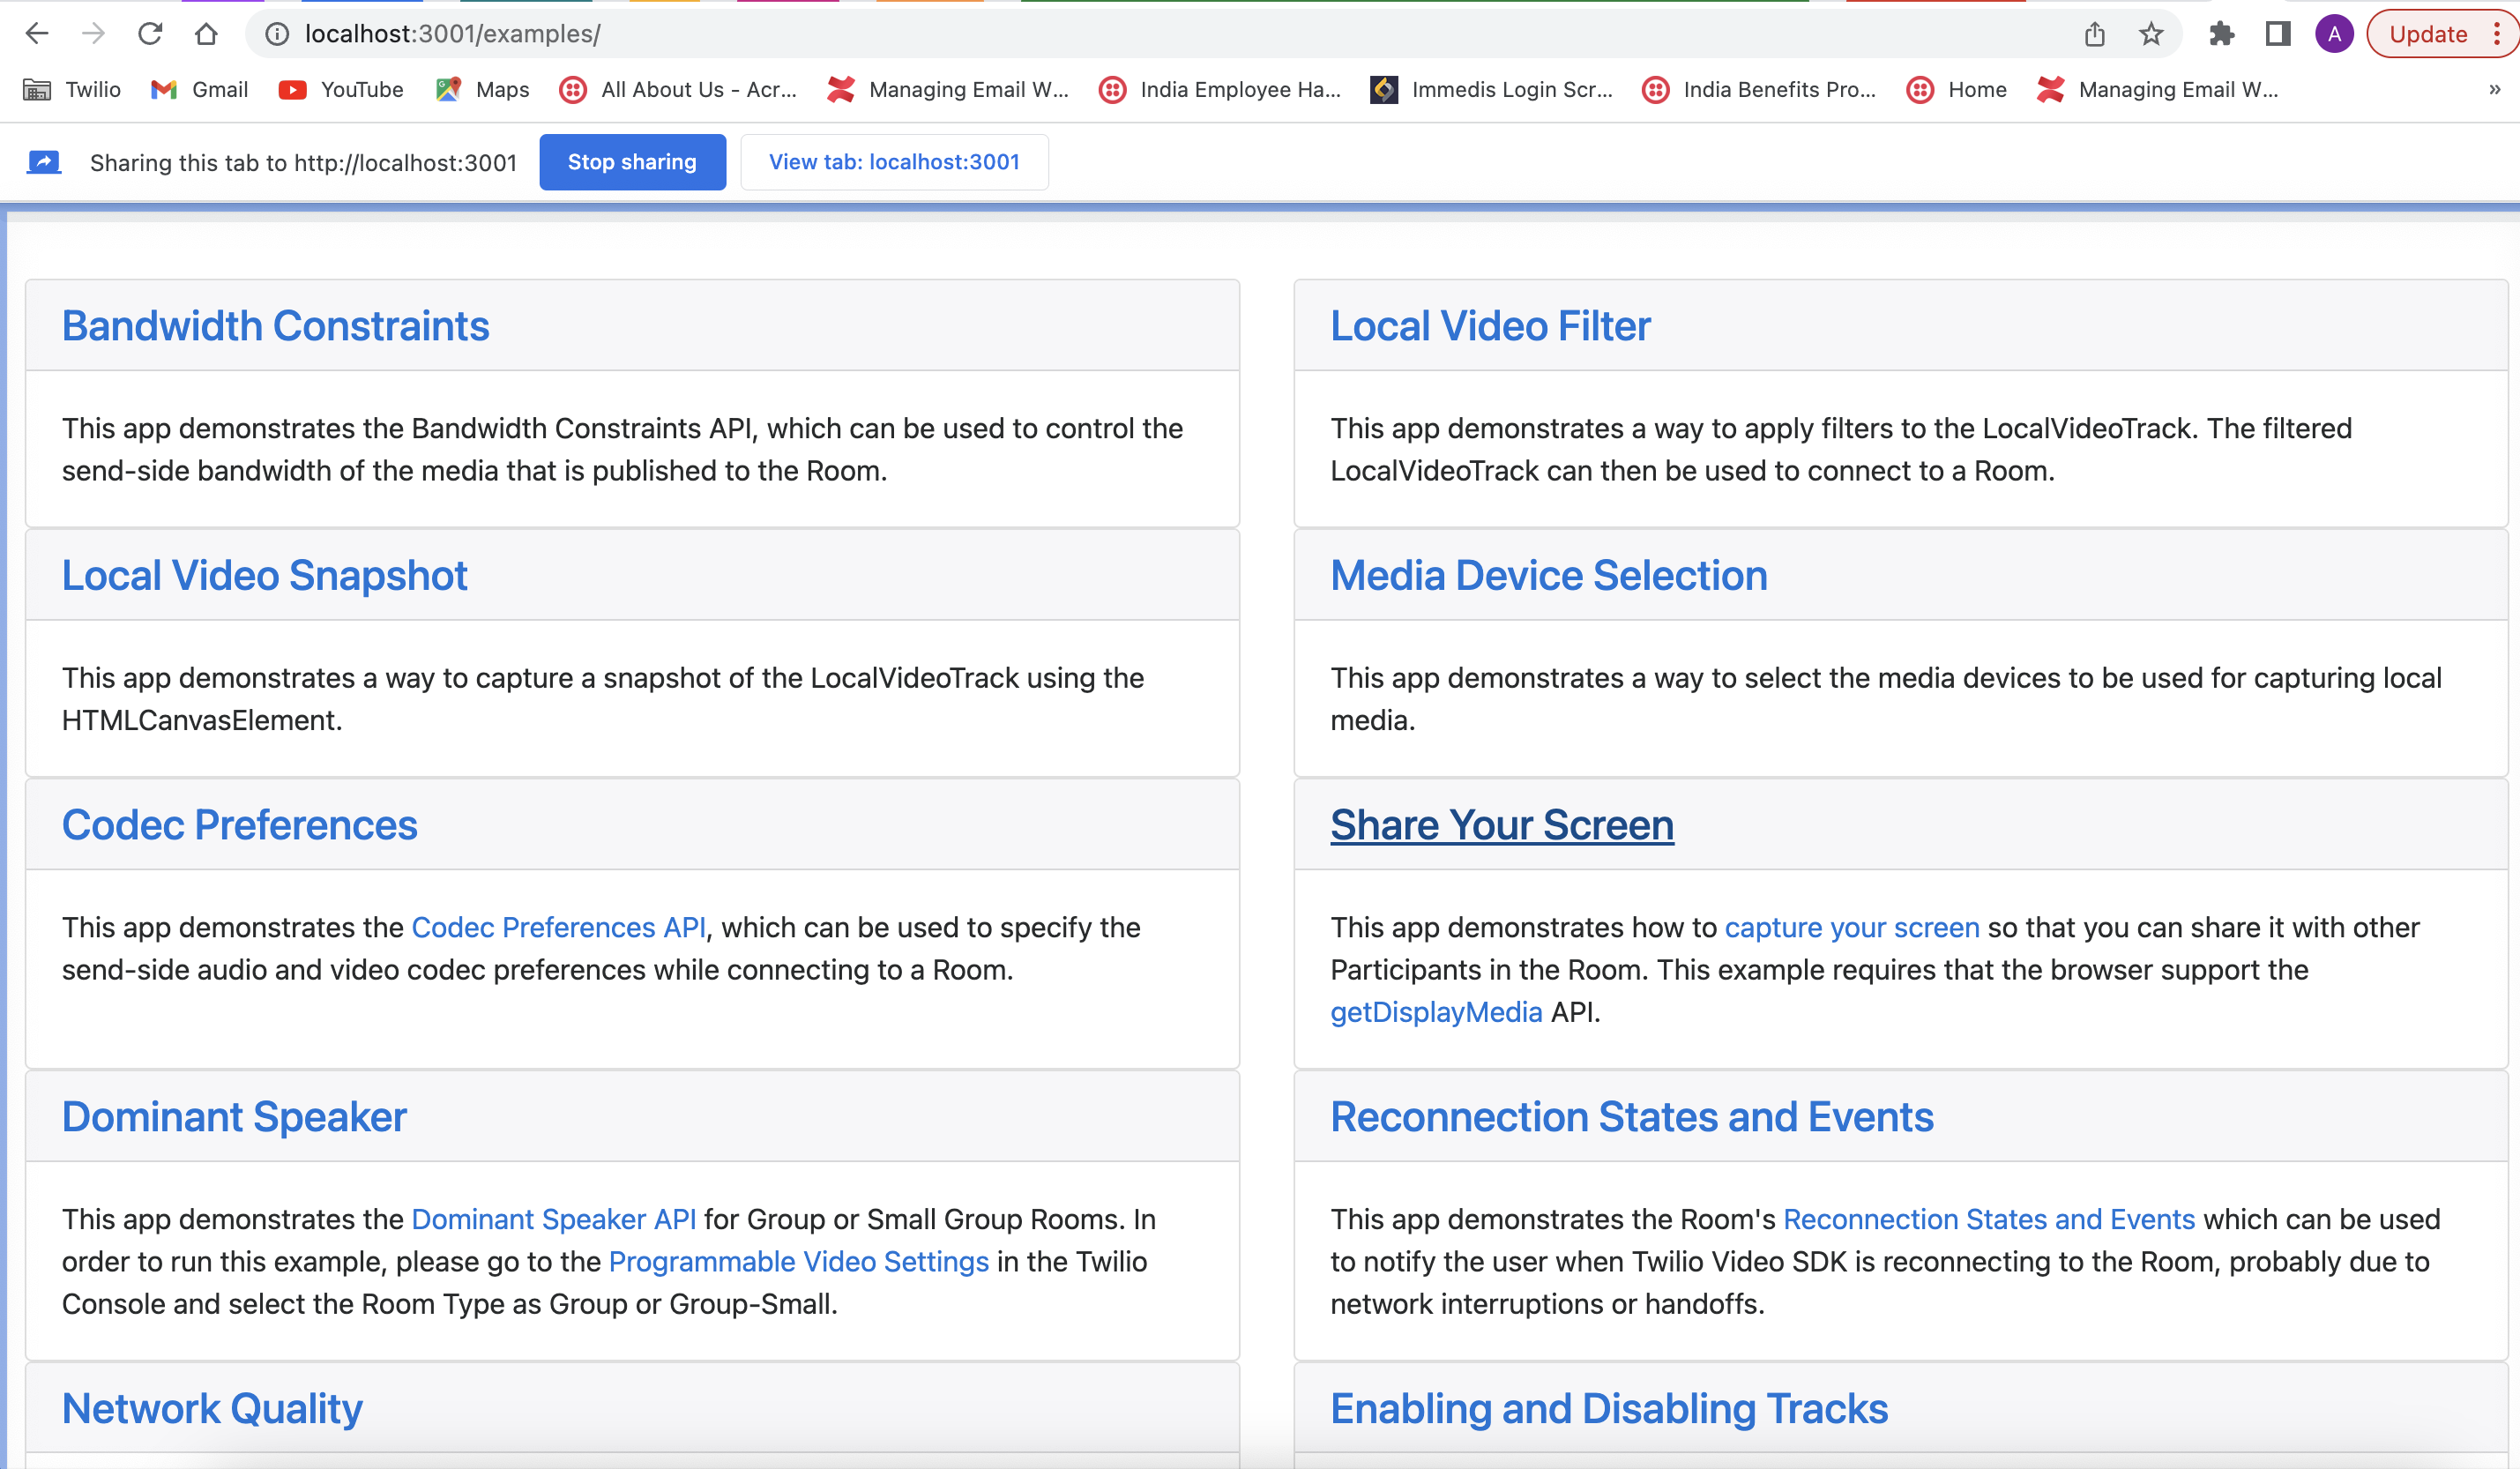 localhost:3001/examples/
A
Update
Twilio
Gmail
YouTube
Maps
All About Us - Acr...
Managing Email W...
India Employee Ha...
Immedis Login Scr...
India Benefits Pro...
Home
Managing Email W...
»
Sharing this tab to http://localhost:3001
Stop sharing
View tab: localhost:3001
Bandwidth Constraints
This app demonstrates the Bandwidth Constraints API, which can be used to control the
send-side bandwidth of the media that is published to the Room.
Local Video Filter
This app demonstrates a way to apply filters to the LocalVideoTrack. The filtered
LocalVideoTrack can then be used to connect to a Room.
Local Video Snapshot
This app demonstrates a way to capture a snapshot of the LocalVideoTrack using the
HTMLCanvasElement.
Media Device Selection
This app demonstrates a way to select the media devices to be used for capturing local
media.
Codec Preferences
This app demonstrates the Codec Preferences API, which can be used to specify the
send-side audio and video codec preferences while connecting to a Room.
Share Your Screen
This app demonstrates how to capture your screen so that you can share it with other
Participants in the Room. This example requires that the browser support the
getDisplayMedia API.
Dominant Speaker
This app demonstrates the Dominant Speaker API for Group or Small Group Rooms. In
order to run this example, please go to the Programmable Video Settings in the Twilio
Console and select the Room Type as Group or Group-Small.
Reconnection States and Events
This app demonstrates the Room's Reconnection States and Events which can be used
to notify the user when Twilio Video SDK is reconnecting to the Room, probably due to
network interruptions or handoffs.
Network Quality
Enabling and Disabling Tracks